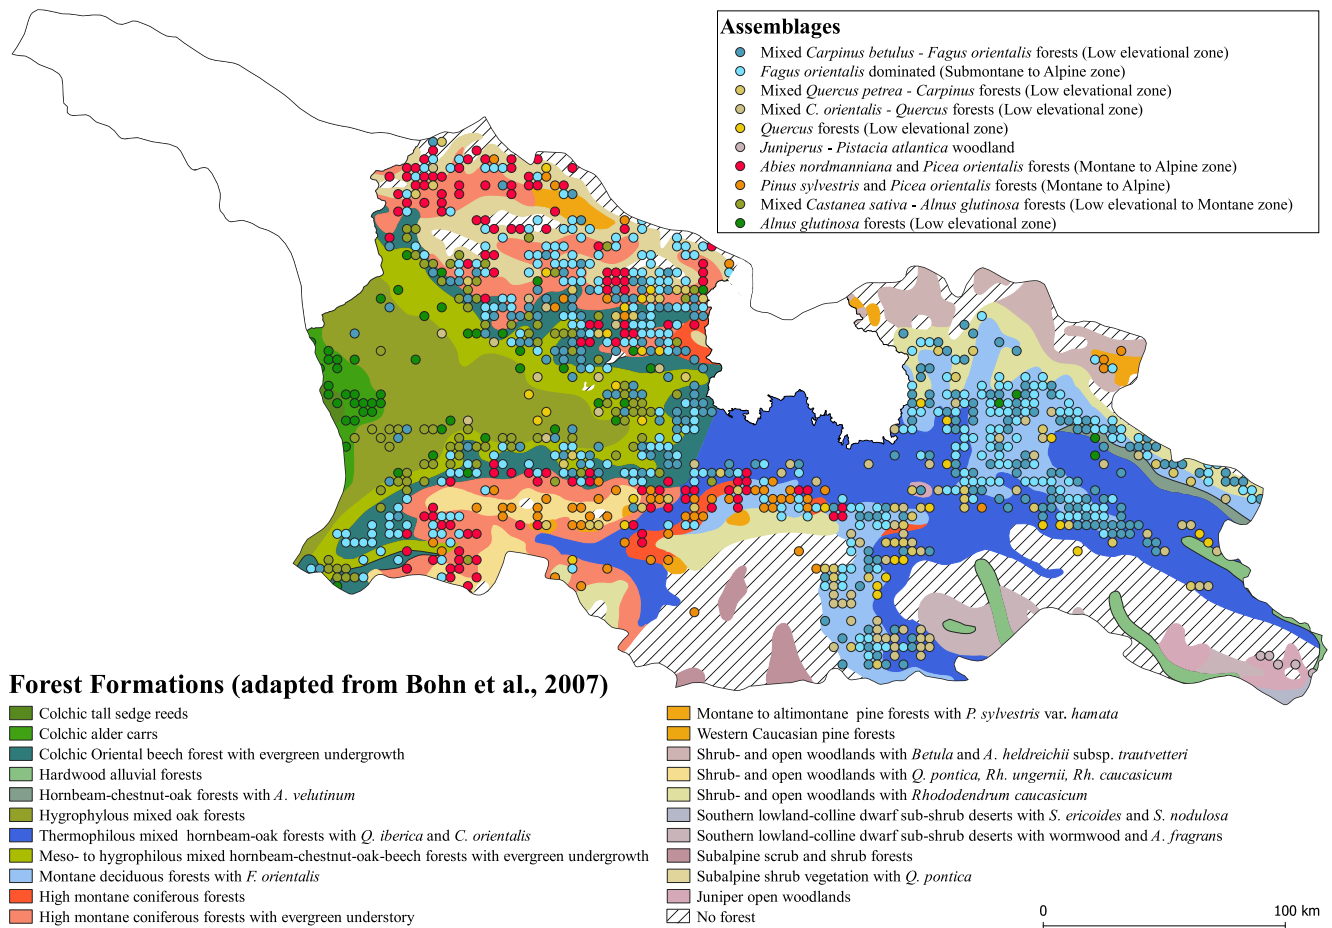 Assemblages
Mixed Carpinus betulus - Fagus orientalis forests (Low elevational zone)
Fagus orientalis dominated (Submontane to Alpine zone)
Mixed Quercus petrea - Carpinus forests (Low elevational zone)
Mixed C. orientalis - Quercus forests (Low elevational zone)
Quercus forests (Low elevational zone)
Juniperus - Pistacia atlantica woodland
Abies nordmanniana and Picea orientalis forests (Montane to Alpine zone)
Pinus sylvestris and Picea orientalis forests (Montane to Alpine)
Mixed Castanea sativa - Alnus glutinosa forests (Low elevational to Montane zone)
Alnus glutinosa forests (Low elevational zone)
Forest Formations (adapted from Bohn et al., 2007)
Colchic tall sedge reeds
Colchic alder carrs
Colchic Oriental beech forest with evergreen undergrowth
Hardwood alluvial forests
Hornbeam-chestnut-oak forests with A. velutinum
Hygrophylous mixed oak forests
Thermophilous mixed hornbeam-oak forests with Q. iberica and C. orientalis
Meso- to hygrophilous mixed hornbeam-chestnut-oak-beech forests with evergreen undergrowth
Montane deciduous forests with F. orientalis
High montane coniferous forests
High montane coniferous forests with evergreen understory
Montane to altimontane pine forests with P. sylvestris var. hamata
Western Caucasian pine forests
Shrub- and open woodlands with Betula and A. heldreichii subsp. trautvetteri
Shrub- and open woodlands with Q. pontica, Rh. ungernii, Rh. caucasicum
Shrub- and open woodlands with Rhododendrum caucasicum
Southern lowland-colline dwarf sub-shrub deserts with S. ericoides and S. nodulosa
Southern lowland-colline dwarf sub-shrub deserts with wormwood and A. fragrans
Subalpine scrub and shrub forests
Subalpine shrub vegetation with Q. pontica
Juniper open woodlands
No forest
0 100 km